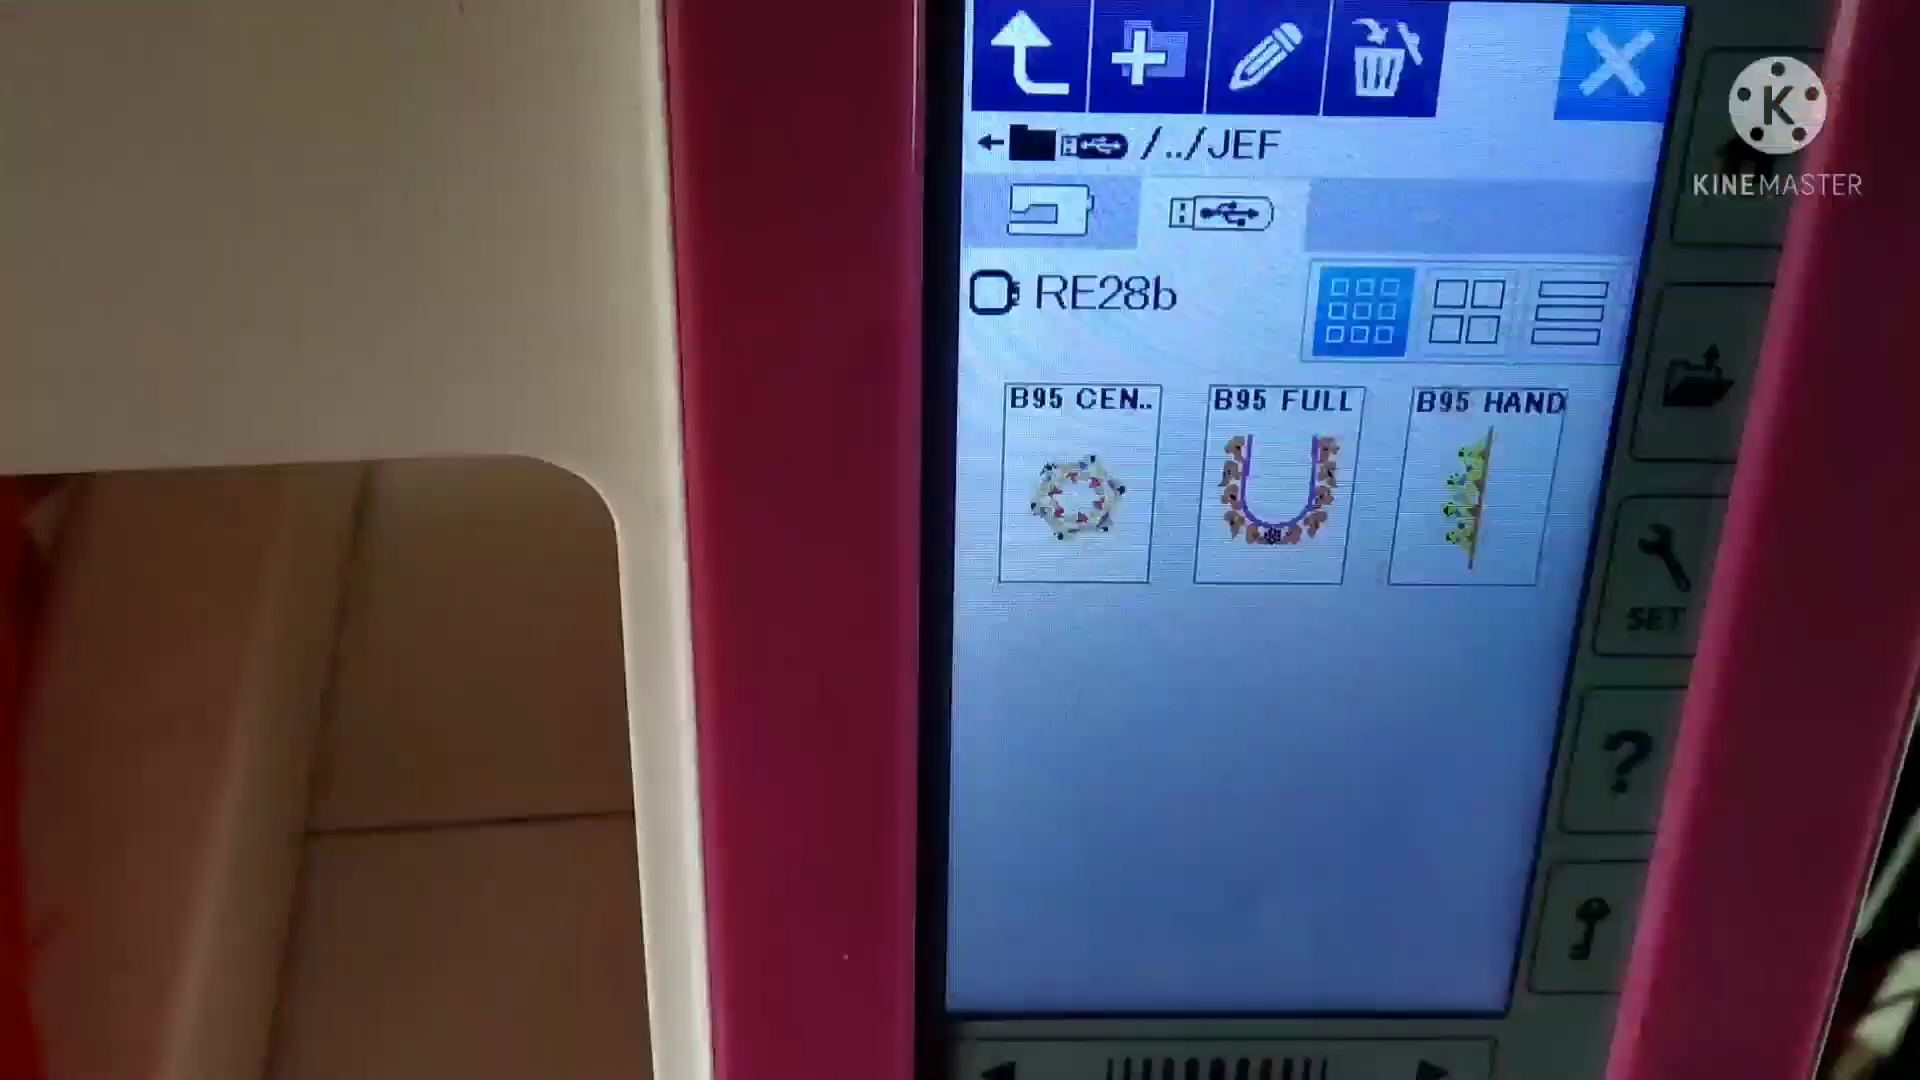 /../JEF
KINEMASTER
RE28b
B95 CEN..
B95 FULL
B95 HAND
SET
?